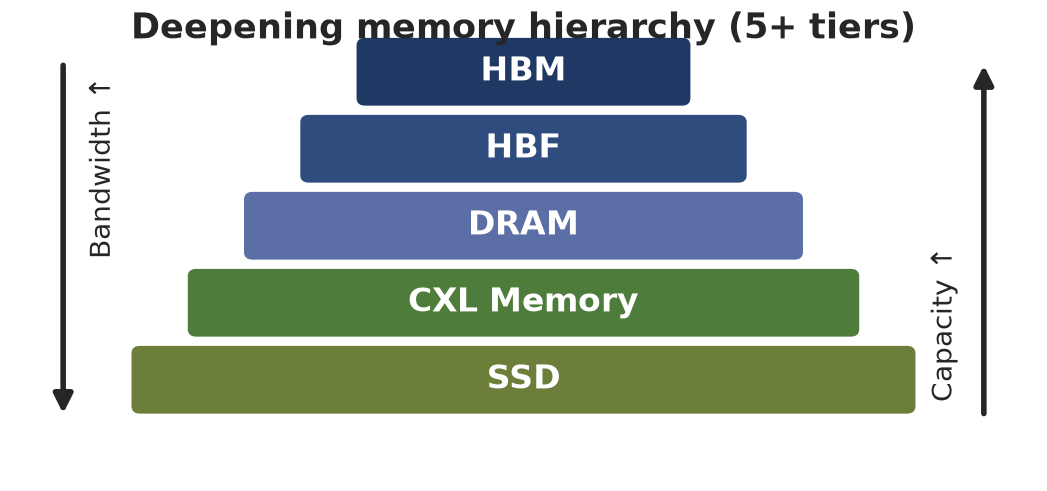 Deepening memory hierarchy (5+ tiers)
HBM
Bandwidth ↑
HBF
DRAM
CXL Memory
Capacity ↑
SSD